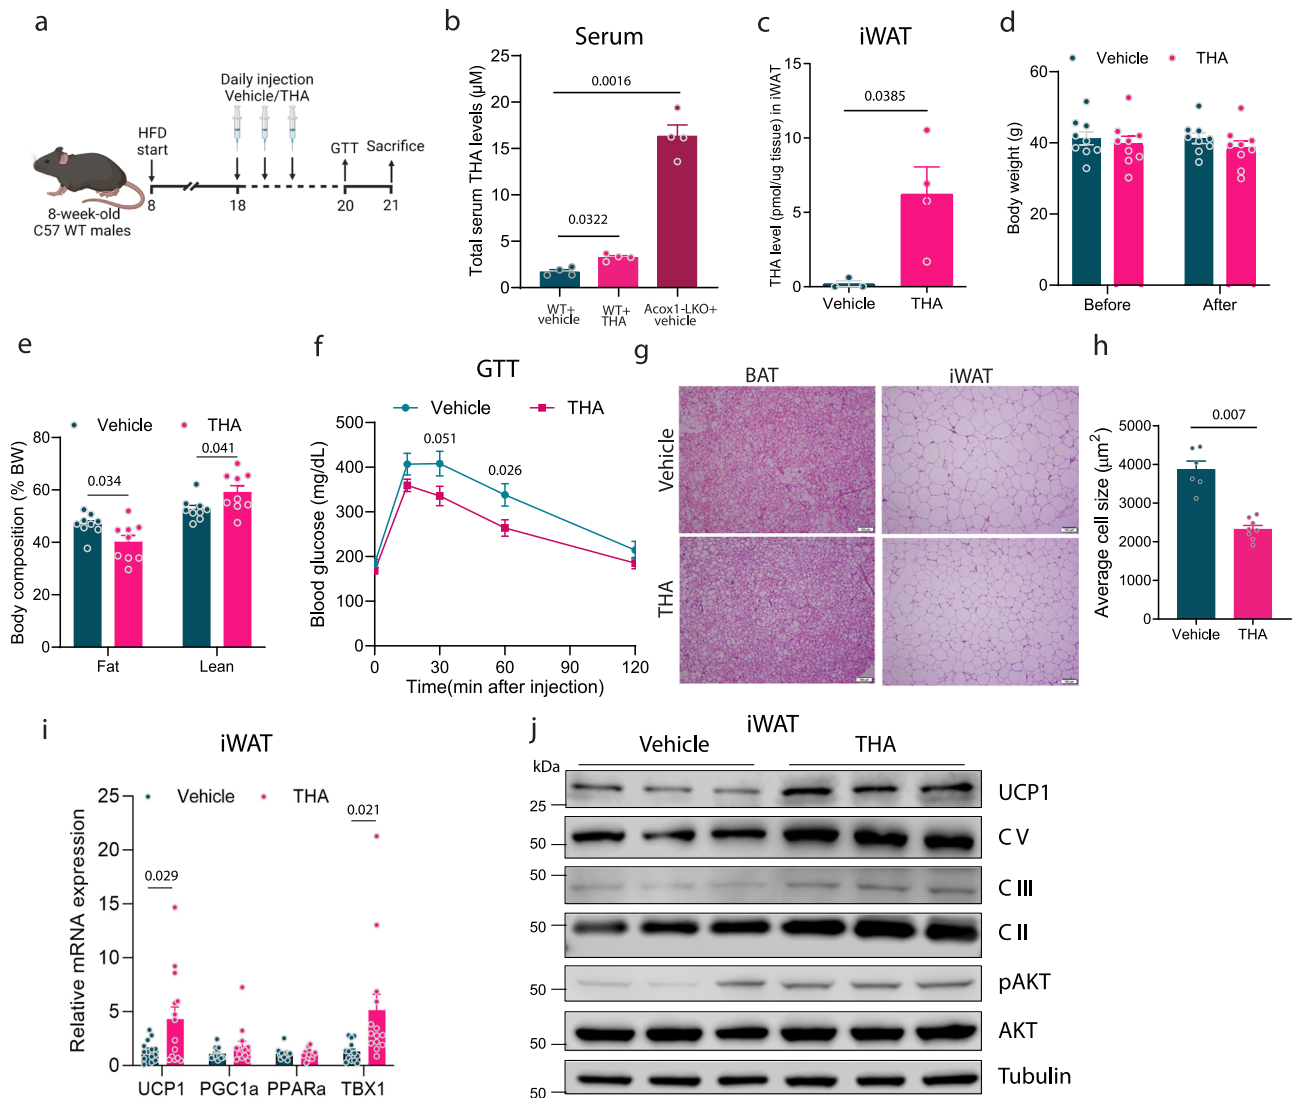 a
Daily injection
Vehicle/THA
HFD
start
GTT
Sacrifice
8
18
20
21
8-week-old
C57 WT males
b
Serum
Total serum THA levels (µM)
25
20
15
10
5
0
0.0016
0.0322
WT+
vehicle
WT+
THA
Acox1-LKO+
vehicle
c
iWAT
THA level (pmol/ug tissue) in iWAT
15
10
5
0
0.0385
Vehicle
THA
d
Vehicle
THA
Body weight (g)
60
40
20
0
Before
After
e
Vehicle
THA
Body composition (% BW)
80
60
40
20
0
0.034
0.041
Fat
Lean
f
GTT
Vehicle
THA
Blood glucose (mg/dL)
500
400
300
200
100
0
0.051
0.026
0
30
60
120
Time(min after injection)
g
BAT
iWAT
Vehicle
THA
h
Average cell size (µm²)
5000
4000
3000
2000
1000
0
0.007
Vehicle
THA
i
iWAT
Vehicle
THA
Relative mRNA expression
25
20
15
10
5
0
0.029
0.021
UCP1
PGC1a
PPARa
TBX1
j
iWAT
Vehicle
THA
kDa
25
UCP1
50
C V
50
C III
50
C II
50
pAKT
50
AKT
50
Tubulin